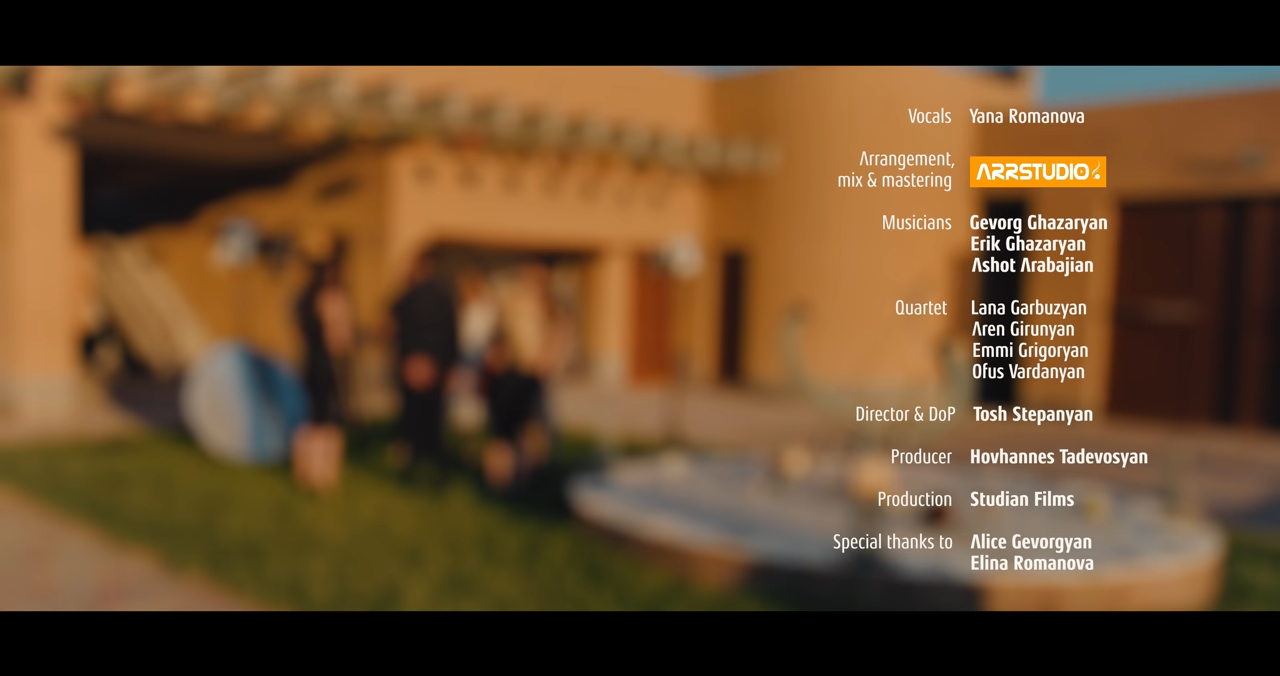 Vocals Yana Romanova
Arrangement,
mix & mastering ARRSTUDIO
Musicians Gevorg Ghazaryan
Erik Ghazaryan
Ashot Arabajian
Quartet Lana Garbuzyan
Aren Girunyan
Emmi Grigoryan
Ofus Vardanyan
Director & DoP Tosh Stepanyan
Producer Hovhannes Tadevosyan
Production Studian Films
Special thanks to Alice Gevorgyan
Elina Romanova